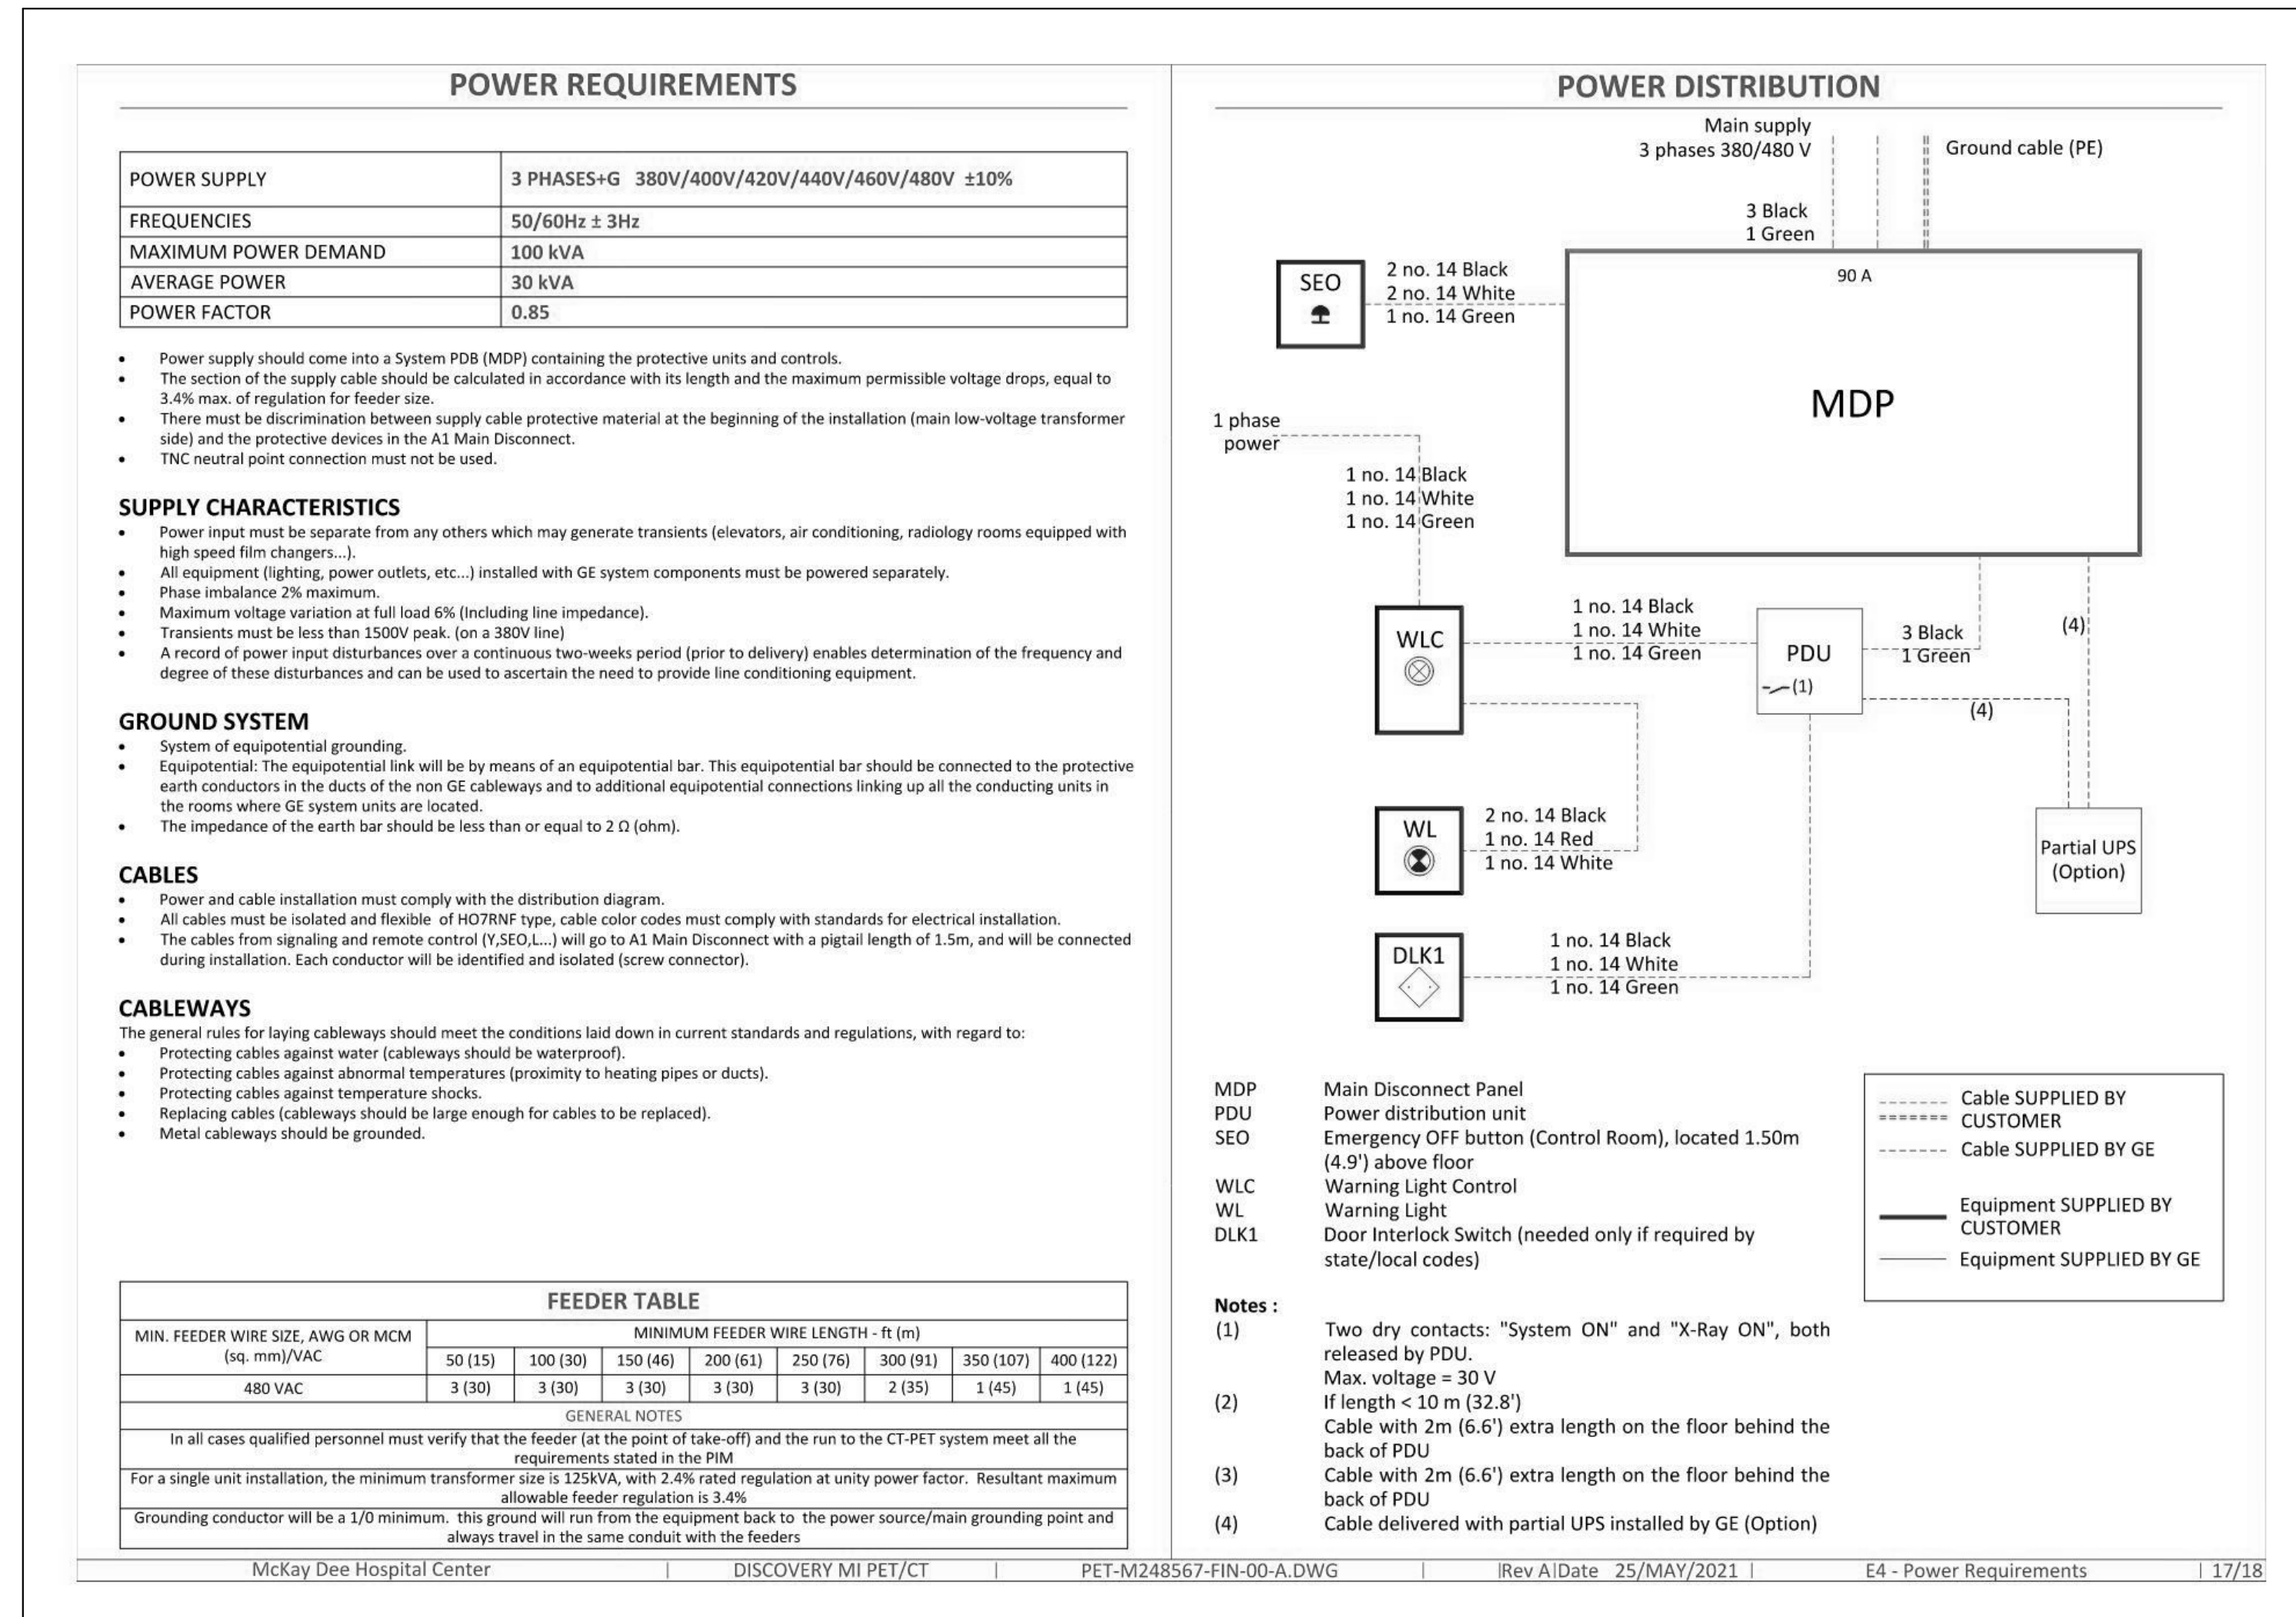 POWER REQUIREMENTS
POWER SUPPLY 3 PHASES+G 380V/400V/420V/440V/460V/480V ±10%
FREQUENCIES 50/60Hz ± 3Hz
MAXIMUM POWER DEMAND 100 kVA
AVERAGE POWER 30 kVA
POWER FACTOR 0.85
• Power supply should come into a System PDB (MDP) containing the protective units and controls.
• The section of the supply cable should be calculated in accordance with its length and the maximum permissible voltage drops, equal to
3.4% max. of regulation for feeder size.
• There must be discrimination between supply cable protective material at the beginning of the installation (main low-voltage transformer
side) and the protective devices in the A1 Main Disconnect.
• TNC neutral point connection must not be used.
SUPPLY CHARACTERISTICS
• Power input must be separate from any others which may generate transients (elevators, air conditioning, radiology rooms equipped with
high speed film changers...).
• All equipment (lighting, power outlets, etc...) installed with GE system components must be powered separately.
• Phase imbalance 2% maximum.
• Maximum voltage variation at full load 6% (Including line impedance).
• Transients must be less than 1500V peak. (on a 380V line)
• A record of power input disturbances over a continuous two-weeks period (prior to delivery) enables determination of the frequency and
degree of these disturbances and can be used to ascertain the need to provide line conditioning equipment.
GROUND SYSTEM
• System of equipotential grounding.
• Equipotential: The equipotential link will be by means of an equipotential bar. This equipotential bar should be connected to the protective
earth conductors in the ducts of the non GE cableways and to additional equipotential connections linking up all the conducting units in
the rooms where GE system units are located.
• The impedance of the earth bar should be less than or equal to 2 Ω (ohm).
CABLES
• Power and cable installation must comply with the distribution diagram.
• All cables must be isolated and flexible of HO7RNF type, cable color codes must comply with standards for electrical installation.
• The cables from signaling and remote control (Y,SEO,L...) will go to A1 Main Disconnect with a pigtail length of 1.5m, and will be connected
during installation. Each conductor will be identified and isolated (screw connector).
CABLEWAYS
The general rules for laying cableways should meet the conditions laid down in current standards and regulations, with regard to:
• Protecting cables against water (cableways should be waterproof).
• Protecting cables against abnormal temperatures (proximity to heating pipes or ducts).
• Protecting cables against temperature shocks.
• Replacing cables (cableways should be large enough for cables to be replaced).
• Metal cableways should be grounded.
FEEDER TABLE
MIN. FEEDER WIRE SIZE, AWG OR MCM
(sq. mm)/VAC
MINIMUM FEEDER WIRE LENGTH - ft (m)
50 (15) 100 (30) 150 (46) 200 (61) 250 (76) 300 (91) 350 (107) 400 (122)
480 VAC 3 (30) 3 (30) 3 (30) 3 (30) 3 (30) 2 (35) 1 (45) 1 (45)
GENERAL NOTES
In all cases qualified personnel must verify that the feeder (at the point of take-off) and the run to the CT-PET system meet all the
requirements stated in the PIM
For a single unit installation, the minimum transformer size is 125kVA, with 2.4% rated regulation at unity power factor. Resultant maximum
allowable feeder regulation is 3.4%
Grounding conductor will be a 1/0 minimum. this ground will run from the equipment back to the power source/main grounding point and
always travel in the same conduit with the feeders
POWER DISTRIBUTION
Main supply
3 phases 380/480 V
Ground cable (PE)
3 Black
1 Green
90 A
MDP
SEO
2 no. 14 Black
2 no. 14 White
1 no. 14 Green
1 phase
power
1 no. 14 Black
1 no. 14 White
1 no. 14 Green
WLC
1 no. 14 Black
1 no. 14 White
1 no. 14 Green
PDU
(1)
3 Black
1 Green
(4)
(4)
WL
2 no. 14 Black
1 no. 14 Red
1 no. 14 White
Partial UPS
(Option)
DLK1
1 no. 14 Black
1 no. 14 White
1 no. 14 Green
MDP Main Disconnect Panel
PDU Power distribution unit
SEO Emergency OFF button (Control Room), located 1.50m
(4.9') above floor
WLC Warning Light Control
WL Warning Light
DLK1 Door Interlock Switch (needed only if required by
state/local codes)
Cable SUPPLIED BY
CUSTOMER
Cable SUPPLIED BY GE
Equipment SUPPLIED BY
CUSTOMER
Equipment SUPPLIED BY GE
Notes :
(1) Two dry contacts: "System ON" and "X-Ray ON", both
released by PDU.
Max. voltage = 30 V
(2) If length < 10 m (32.8')
Cable with 2m (6.6') extra length on the floor behind the
back of PDU
(3) Cable with 2m (6.6') extra length on the floor behind the
back of PDU
(4) Cable delivered with partial UPS installed by GE (Option)
McKay Dee Hospital Center | DISCOVERY MI PET/CT | PET-M248567-FIN-00-A.DWG | |Rev A|Date 25/MAY/2021 | E4 - Power Requirements | 17/18